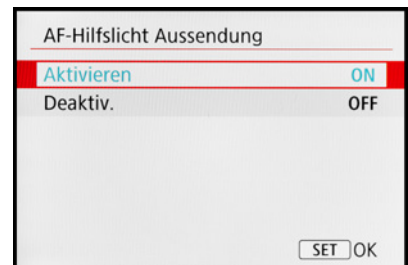 AF-Hilfslicht Aussendung
Aktivieren ON
Deaktiv. OFF
SET OK